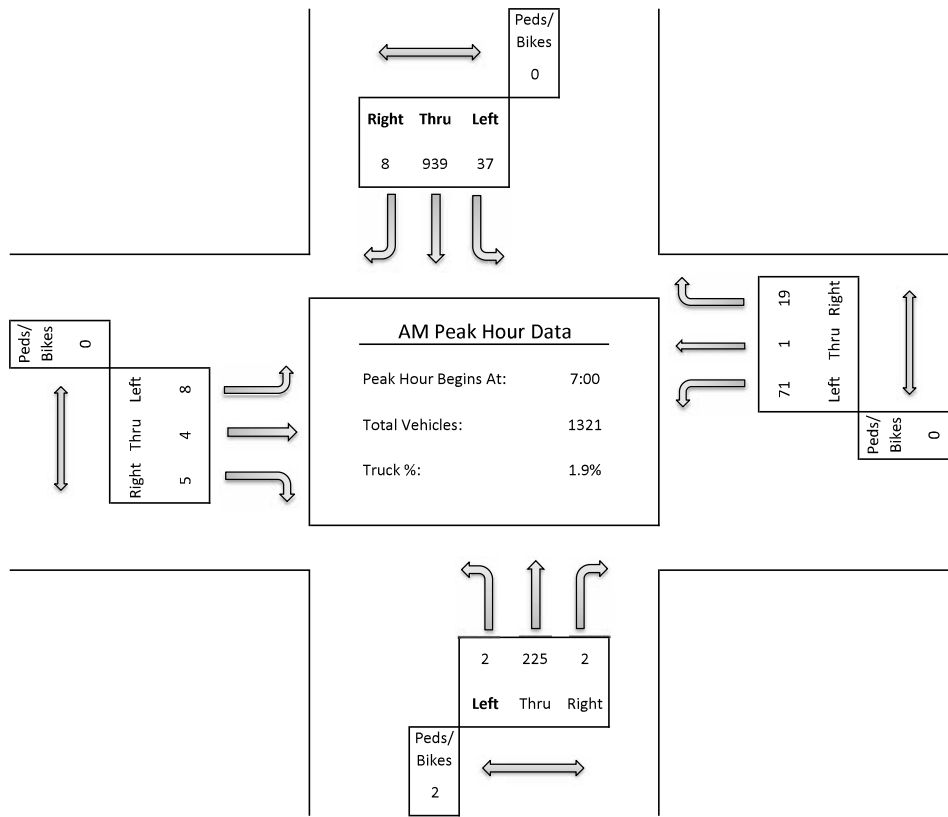 Peds/
Bikes
0
Right Thru Left
8 939 37
19 Right
1 Thru
71 Left
Peds/
Bikes
0
Peds/
Bikes
0
Left 8
Thru 4
Right 5
AM Peak Hour Data
Peak Hour Begins At: 7:00
Total Vehicles: 1321
Truck %: 1.9%
2 225 2
Left Thru Right
Peds/
Bikes
2